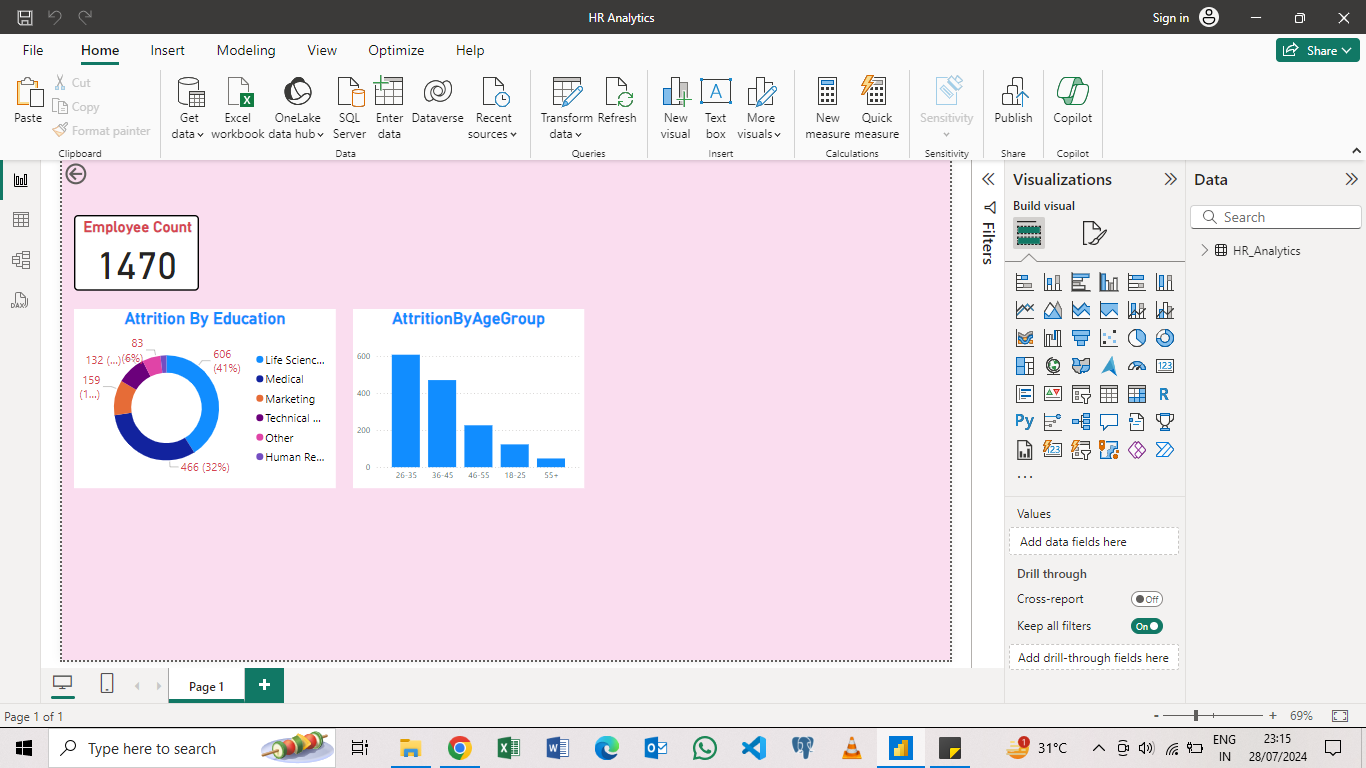 HR Analytics
Sign in
File Home Insert Modeling View Optimize Help
Share
Paste
Cut
Copy
Format painter
Clipboard
Get data
Excel workbook
OneLake data hub
SQL Server
Enter data
Dataverse
Recent sources
Data
Transform data
Refresh
Queries
New visual
Text box
More visuals
Insert
New measure
Quick measure
Calculations
Sensitivity
Sensitivity
Publish
Share
Copilot
Copilot
Employee Count
1470
Attrition By Education
83
(6%)
132 (...)
159
(1...)
606
(41%)
466 (32%)
Life Scienc...
Medical
Marketing
Technical ...
Other
Human Re...
AttritionByAgeGroup
600
400
200
0
26-35 36-45 46-55 18-25 55+
Filters
Visualizations
Build visual
Values
Add data fields here
Drill through
Cross-report
Off
Keep all filters
On
Add drill-through fields here
Data
Search
HR_Analytics
Page 1
Page 1 of 1
- + 69%
Type here to search
1
31°C
ENG
IN
23:15
28/07/2024